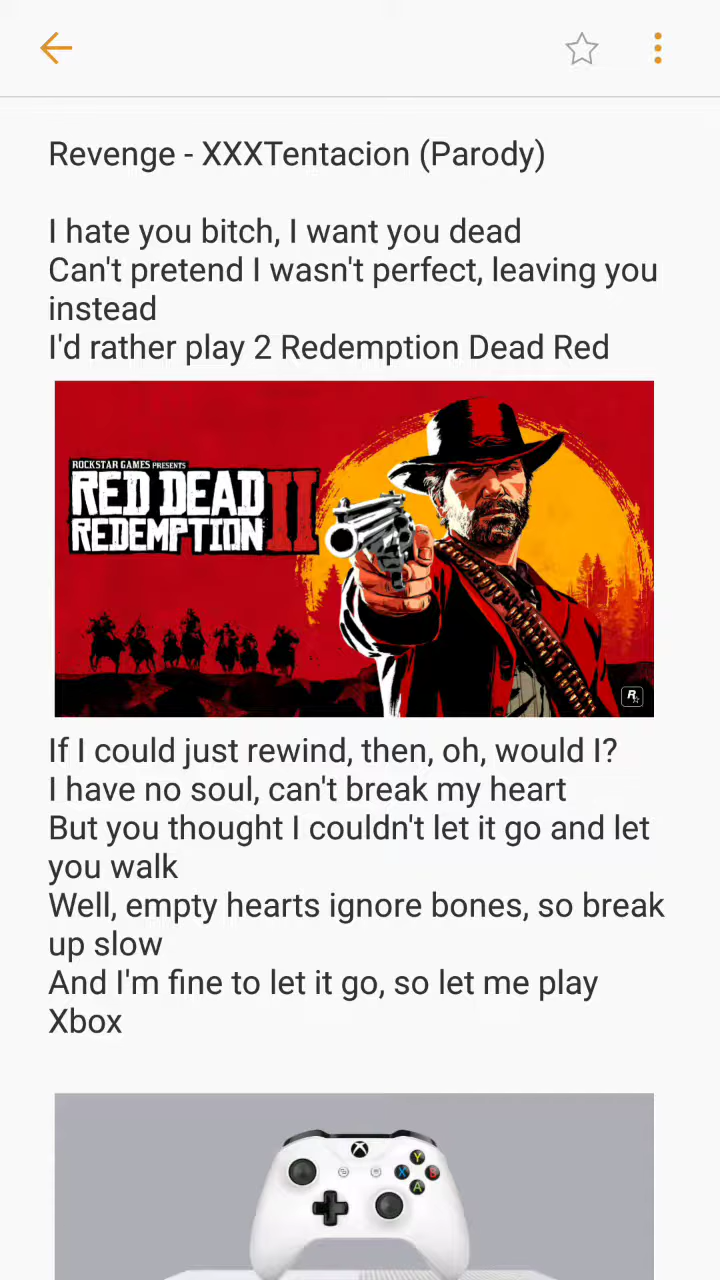 Revenge - XXXTentacion (Parody)
I hate you bitch, I want you dead
Can't pretend I wasn't perfect, leaving you
instead
I'd rather play 2 Redemption Dead Red
ROCKSTAR GAMES PRESENTS
RED DEAD
REDEMPTION II
R
If I could just rewind, then, oh, would I?
I have no soul, can't break my heart
But you thought I couldn't let it go and let
you walk
Well, empty hearts ignore bones, so break
up slow
And I'm fine to let it go, so let me play
Xbox
Y
X B
A